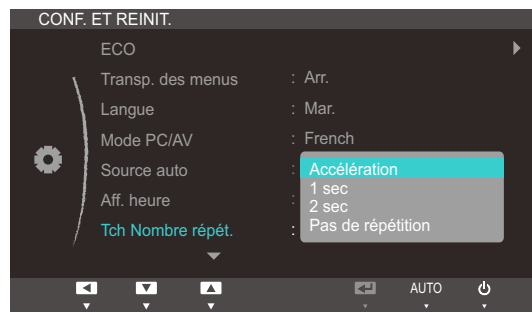 CONF. ET REINIT.
ECO
Transp. des menus : Arr.
Langue : Mar.
Mode PC/AV : French
Source auto :
Aff. heure :
Tch Nombre répét. :
Accélération
1 sec
2 sec
Pas de répétition
AUTO